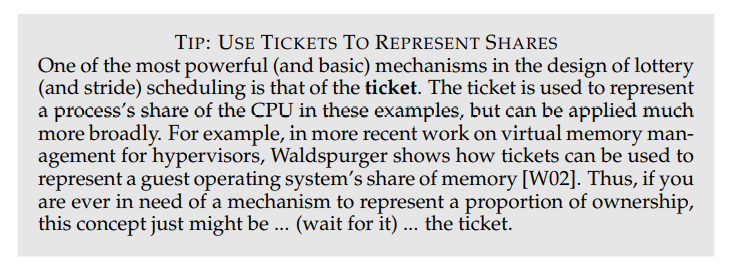 TIP: USE TICKETS TO REPRESENT SHARES
One of the most powerful (and basic) mechanisms in the design of lottery
(and stride) scheduling is that of the ticket. The ticket is used to represent
a process's share of the CPU in these examples, but can be applied much
more broadly. For example, in more recent work on virtual memory man-
agement for hypervisors, Waldspurger shows how tickets can be used to
represent a guest operating system's share of memory [W02]. Thus, if you
are ever in need of a mechanism to represent a proportion of ownership,
this concept just might be ... (wait for it) ... the ticket.